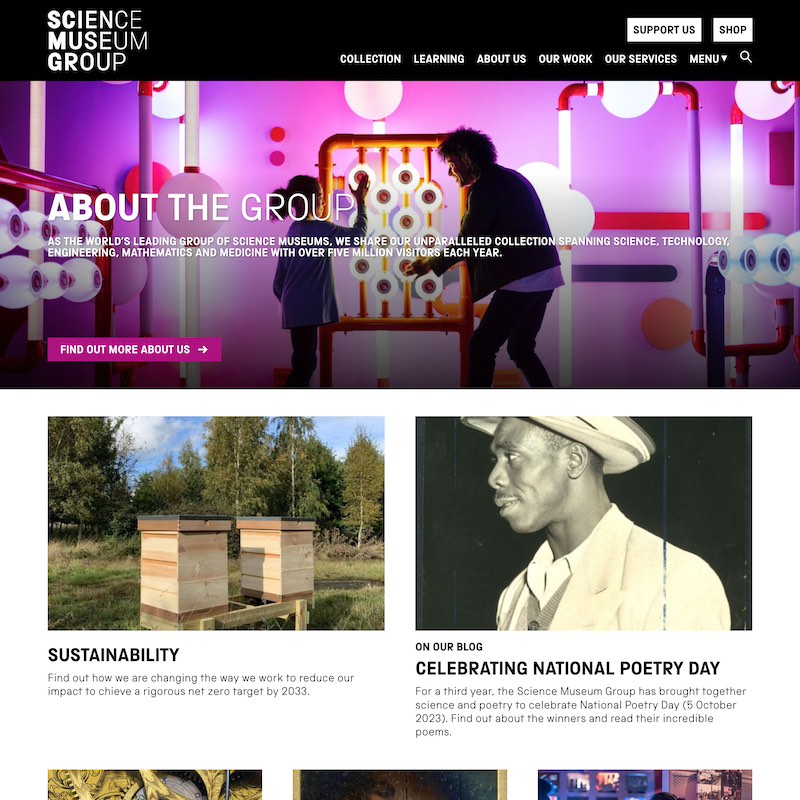 SCIENCE
MUSEUM
GROUP
SUPPORT US
SHOP
COLLECTION
LEARNING
ABOUT US
OUR WORK
OUR SERVICES
MENU
ABOUT THE GROUP
AS THE WORLD'S LEADING GROUP OF SCIENCE MUSEUMS, WE SHARE OUR UNPARALLELED COLLECTION SPANNING SCIENCE, TECHNOLOGY,
ENGINEERING, MATHEMATICS AND MEDICINE WITH OVER FIVE MILLION VISITORS EACH YEAR.
FIND OUT MORE ABOUT US →
SUSTAINABILITY
Find out how we are changing the way we work to reduce our
impact to chieve a rigorous net zero target by 2033.
ON OUR BLOG
CELEBRATING NATIONAL POETRY DAY
For a third year, the Science Museum Group has brought together
science and poetry to celebrate National Poetry Day (5 October
2023). Find out about the winners and read their incredible
poems.